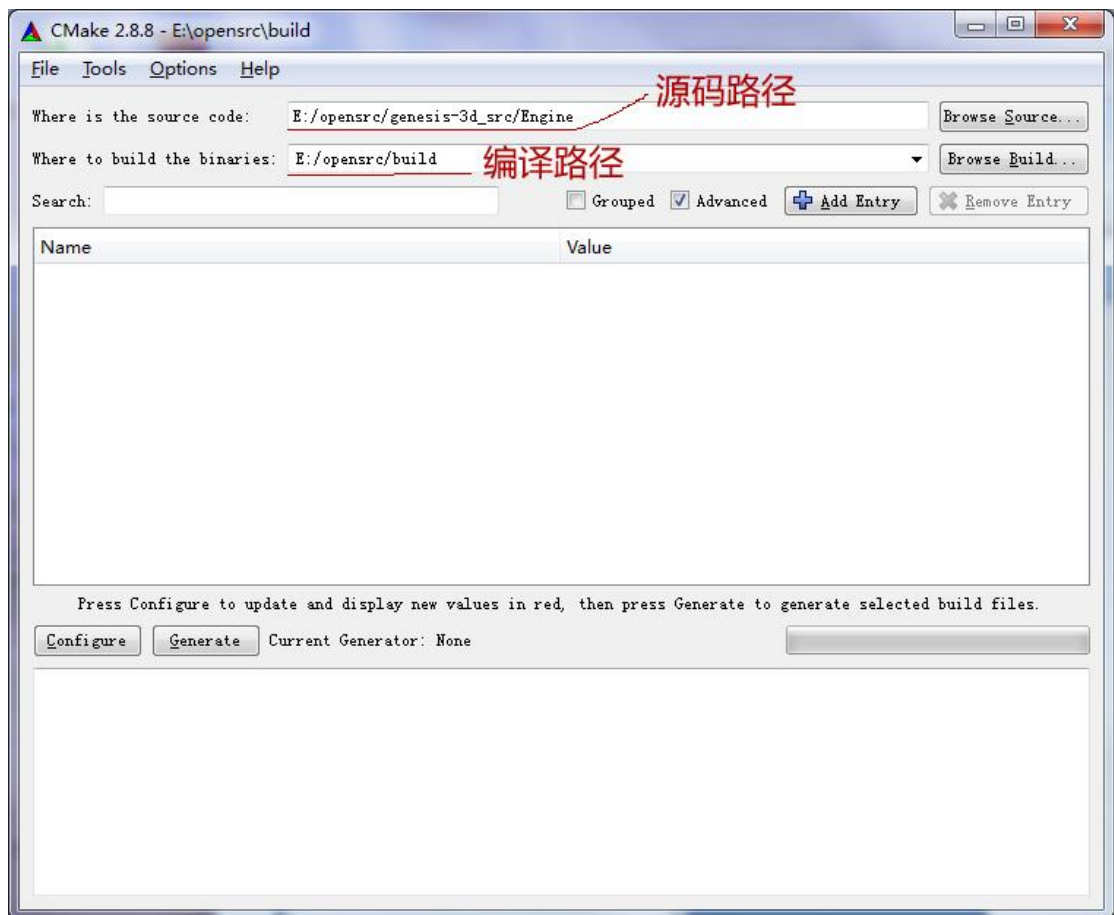 CMake 2.8.8 - E:\opensrc\build
File Tools Options Help
源码路径
Where is the source code: E:/opensrc/genesis-3d_src/Engine Browse Source...
Where to build the binaries: E:/opensrc/build 编译路径 Browse Build...
Search: Grouped Advanced Add Entry Remove Entry
Name Value
Press Configure to update and display new values in red, then press Generate to generate selected build files.
Configure Generate Current Generator: None